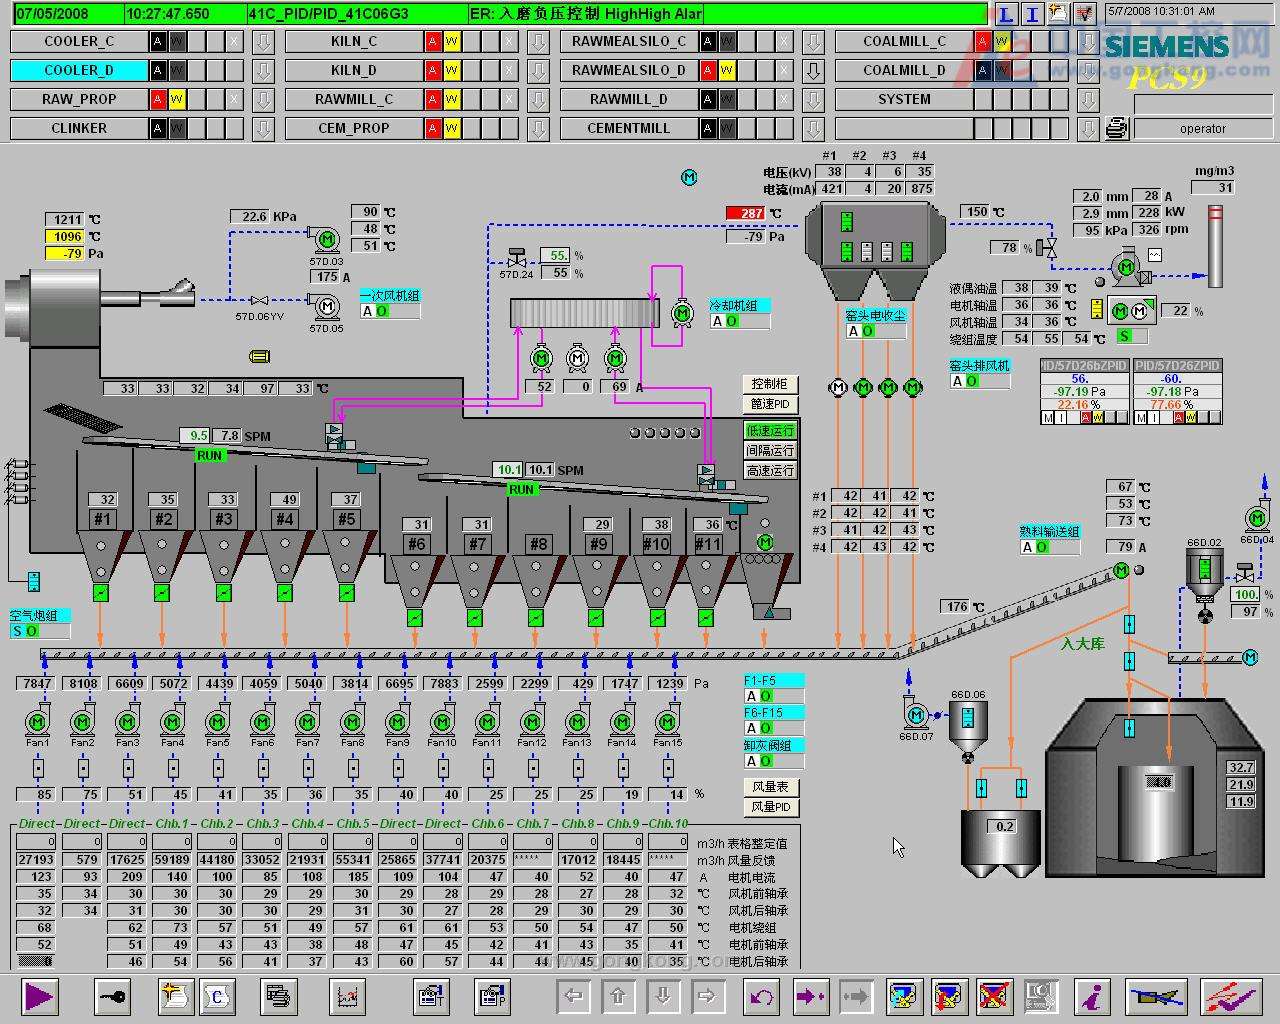 07/05/2008 10:27:47.650 41C_PID/PID_41C06G3 ER: 入磨负压控制 HighHigh Alar
L I 5/7/2008 10:31:01 AM
COOLER_C A W X KILN_C A W X RAWMEALSILO_C A W X COALMILL_C A W
SIEMENS
COOLER_D A W KILN_D A W RAWMEALSILO_D A W COALMILL_D A W
www.gongkong.com
PCS9
RAW_PROP A W X RAWMILL_C A W X RAWMILL_D A W X SYSTEM
CLINKER A W CEM_PROP A W CEMENTMILL A W
operator
#1 #2 #3 #4
电压(kV) 38 4 6 35
电流(mA) 421 4 20 875
mg/m3
31
1211 ℃
1096 ℃
-79 Pa
22.6 KPa
90 ℃
48 ℃
51 ℃
57D.03
175 A
57D.06YV
57D.05
一次风机组
A O
287 ℃
-79 Pa
57D.24
55. %
55 %
冷却机组
A O
52 0 69 A
窑头电收尘
A O
150 ℃
78 %
2.0 mm 28 A
2.9 mm 228 kW
95 kPa 326 rpm
液偶油温 38 39 ℃
电机轴温 36 36 ℃
风机轴温 34 36 ℃
绕组温度 54 55 54 ℃
22 %
S
窑头排风机
A O
56.
-97.19 Pa
22.16 %
M I A W
-60.
-97.18 Pa
77.66 %
M I A W
33 33 32 34 97 33 ℃
控制柜
篦速PID
低速运行
间隔运行
高速运行
9.5 7.8 SPM
RUN
10.1 10.1 SPM
RUN
32 35 33 49 37
#1 #2 #3 #4 #5
31 31 29 38 36 ℃
#6 #7 #8 #9 #10 #11
#1 42 41 42 ℃
#2 42 42 42 ℃
#3 41 42 43 ℃
#4 42 43 42 ℃
67 ℃
53 ℃
73 ℃
79 A
熟料输送组
A O
176 ℃
66D.02
66D.04
100. %
97 %
入大库
空气炮组
S O
7847 8108 6609 5072 4439 4059 5040 3814 6695 7883 2599 2299 429 1747 1239 Pa
Fan1 Fan2 Fan3 Fan4 Fan5 Fan6 Fan7 Fan8 Fan9 Fan10 Fan11 Fan12 Fan13 Fan14 Fan15
85 75 51 45 41 35 36 35 40 40 25 25 25 19 14 %
F1-F5
A O
F6-F15
A O
卸灰阀组
A O
风量表
风量PID
66D.07
66D.06
0.2
4.0
32.7
21.9
11.9
Direct Direct Direct Chb.1 Chb.2 Chb.3 Chb.4 Chb.5 Direct Direct Chb.6 Chb.7 Chb.8 Chb.9 Chb.10
0 0 0 0 0 0 0 0 0 0 0 0 0 0 0 m3/h 表格整定值
27193 579 17625 59189 44180 33052 21931 55341 25865 37741 20375 ***** 17012 18445 ***** m3/h 风量反馈
123 93 209 140 100 85 108 185 109 104 47 40 52 40 47 A 电机电流
35 34 30 30 30 29 29 30 29 28 29 28 27 28 32 ℃ 风机前轴承
32 34 31 30 30 30 29 31 30 27 28 29 30 29 30 ℃ 风机后轴承
68 62 73 57 51 49 57 61 61 53 50 54 47 50 ℃ 电机绕组
52 51 49 43 43 38 48 47 45 42 41 43 35 41 ℃ 电机前轴承
0 46 54 56 41 37 43 60 57 44 44 45 40 35 ℃ 电机后轴承
www.gongkong.com